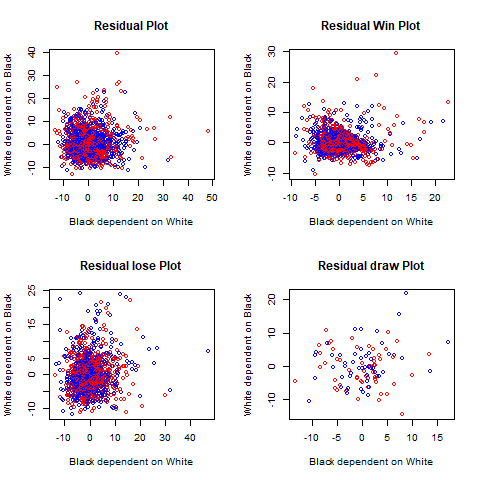 Residual Plot
White dependent on Black
40
30
20
10
0
-10
-10 0 10 20 30 40 50
Black dependent on White
Residual Win Plot
White dependent on Black
30
20
10
0
-10
-10 -5 0 5 10 15 20
Black dependent on White
Residual lose Plot
White dependent on Black
25
15
5
0
-10
-10 0 10 20 30 40
Black dependent on White
Residual draw Plot
White dependent on Black
20
10
0
-10
-10 -5 0 5 10 15
Black dependent on White